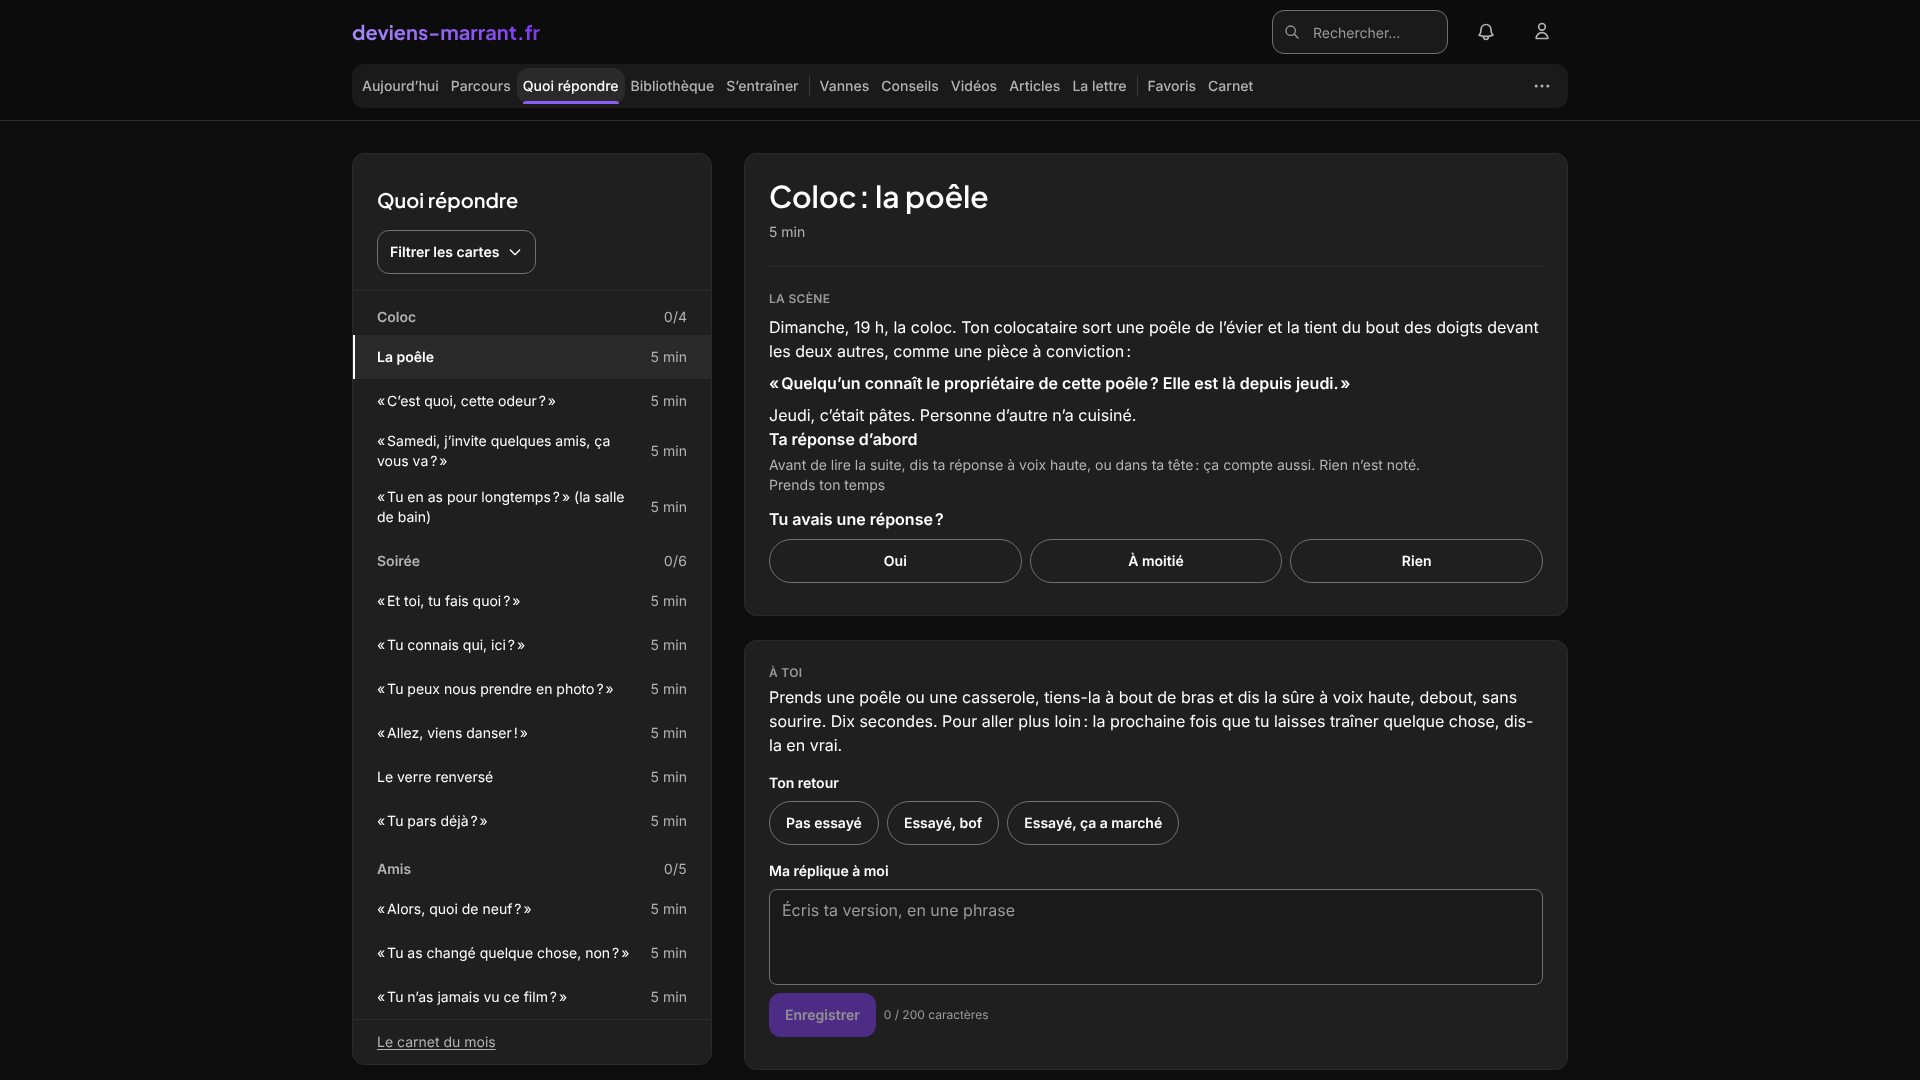 deviens-marrant.fr
Rechercher...
Aujourd’hui Parcours Quoi répondre Bibliothèque S’entraîner Vannes Conseils Vidéos Articles La lettre Favoris Carnet
Quoi répondre
Filtrer les cartes
Coloc 0/4
La poêle 5 min
« C’est quoi, cette odeur ? » 5 min
« Samedi, j’invite quelques amis, ça
vous va ? » 5 min
« Tu en as pour longtemps ? » (la salle
de bain) 5 min
Soirée 0/6
« Et toi, tu fais quoi ? » 5 min
« Tu connais qui, ici ? » 5 min
« Tu peux nous prendre en photo ? » 5 min
« Allez, viens danser ! » 5 min
Le verre renversé 5 min
« Tu pars déjà ? » 5 min
Amis 0/5
« Alors, quoi de neuf ? » 5 min
« Tu as changé quelque chose, non ? » 5 min
« Tu n’as jamais vu ce film ? » 5 min
Le carnet du mois
Coloc : la poêle
5 min
LA SCÈNE
Dimanche, 19 h, la coloc. Ton colocataire sort une poêle de l’évier et la tient du bout des doigts devant
les deux autres, comme une pièce à conviction :
« Quelqu’un connaît le propriétaire de cette poêle ? Elle est là depuis jeudi. »
Jeudi, c’était pâtes. Personne d’autre n’a cuisiné.
Ta réponse d’abord
Avant de lire la suite, dis ta réponse à voix haute, ou dans ta tête : ça compte aussi. Rien n’est noté.
Prends ton temps
Tu avais une réponse ?
Oui À moitié Rien
À TOI
Prends une poêle ou une casserole, tiens-la à bout de bras et dis la sûre à voix haute, debout, sans
sourire. Dix secondes. Pour aller plus loin : la prochaine fois que tu laisses traîner quelque chose, dis-
la en vrai.
Ton retour
Pas essayé Essayé, bof Essayé, ça a marché
Ma réplique à moi
Écris ta version, en une phrase
Enregistrer 0 / 200 caractères